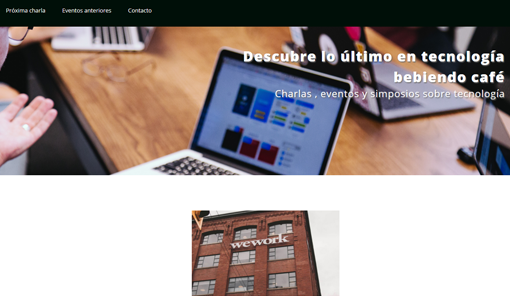 Próxima charla Eventos anteriores Contacto
Descubre lo último en tecnología
bebiendo café
Charlas , eventos y simposios sobre tecnología
wework